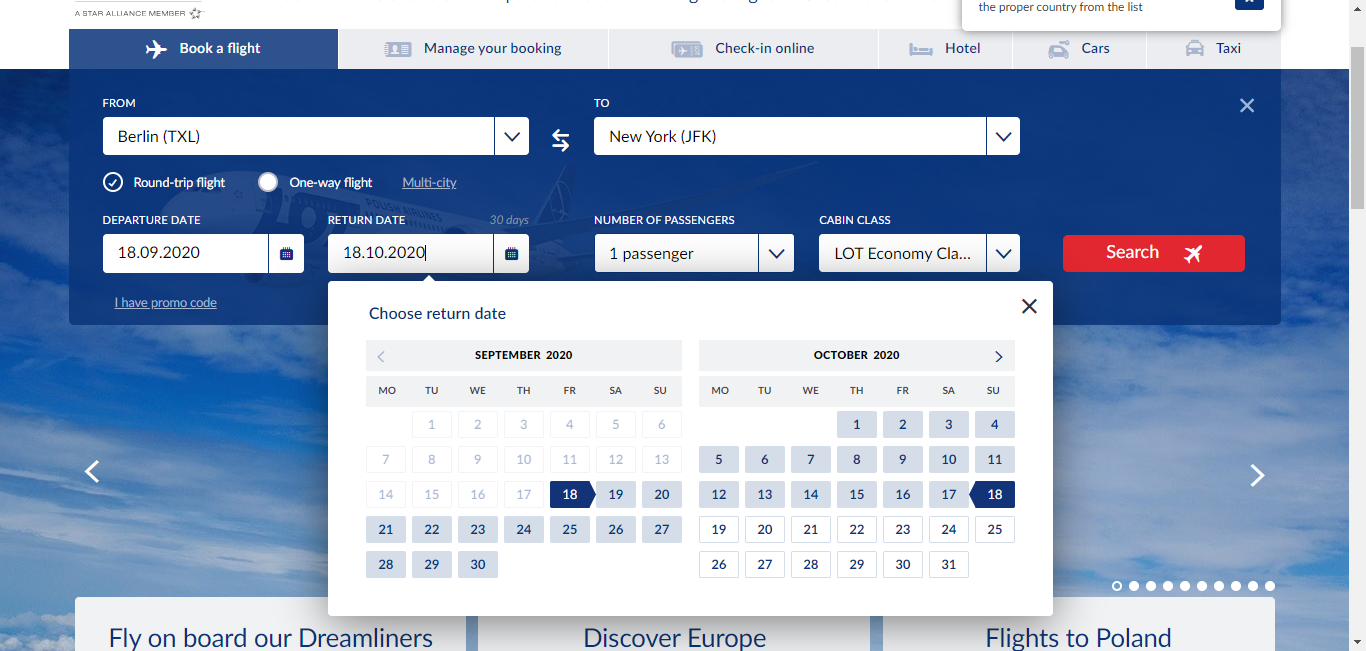 the proper country from the list
A STAR ALLIANCE MEMBER
Book a flight
Manage your booking
Check-in online
Hotel
Cars
Taxi
FROM
TO
Berlin (TXL)
New York (JFK)
Round-trip flight
One-way flight
Multi-city
POLISH AIRLINES
DEPARTURE DATE
RETURN DATE
30 days
NUMBER OF PASSENGERS
CABIN CLASS
18.09.2020
18.10.2020
1 passenger
LOT Economy Cla...
Search
I have promo code
Choose return date
SEPTEMBER 2020
MO TU WE TH FR SA SU
1 2 3 4 5 6
7 8 9 10 11 12 13
14 15 16 17 18 19 20
21 22 23 24 25 26 27
28 29 30
OCTOBER 2020
MO TU WE TH FR SA SU
1 2 3 4
5 6 7 8 9 10 11
12 13 14 15 16 17 18
19 20 21 22 23 24 25
26 27 28 29 30 31
Fly on board our Dreamliners
Discover Europe
Flights to Poland